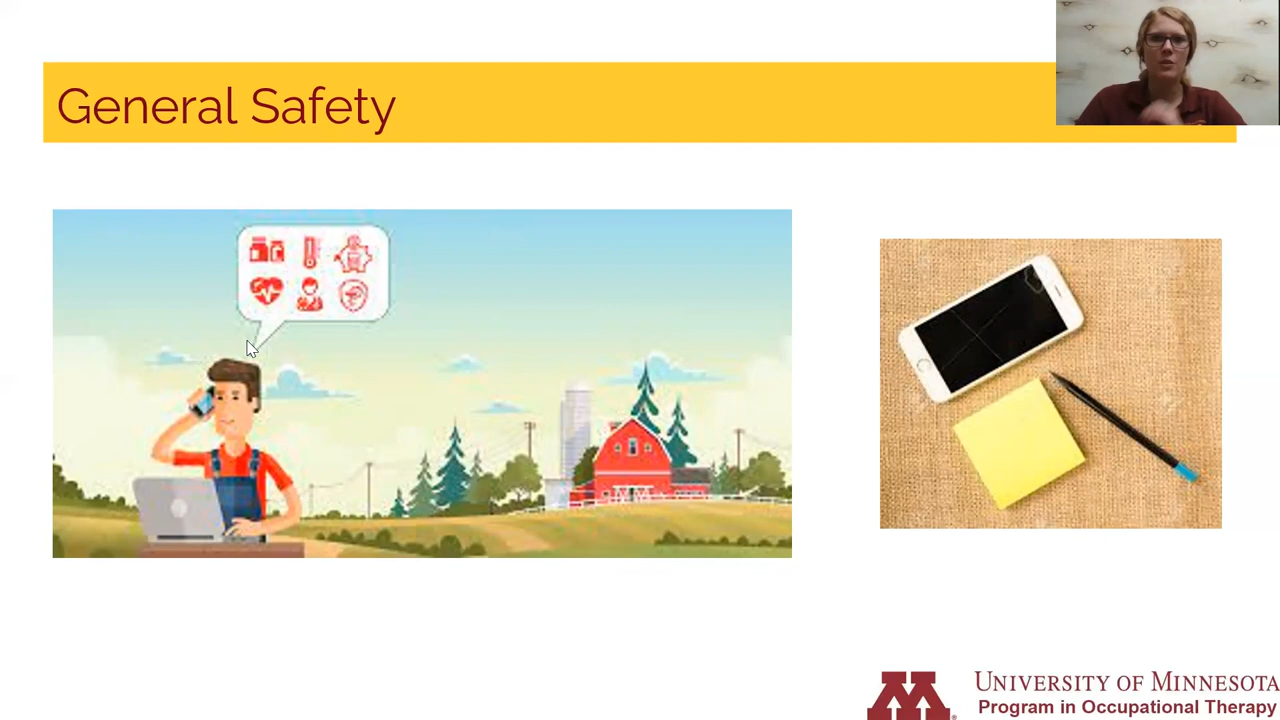 General Safety
UNIVERSITY OF MINNESOTA
Program in Occupational Therapy